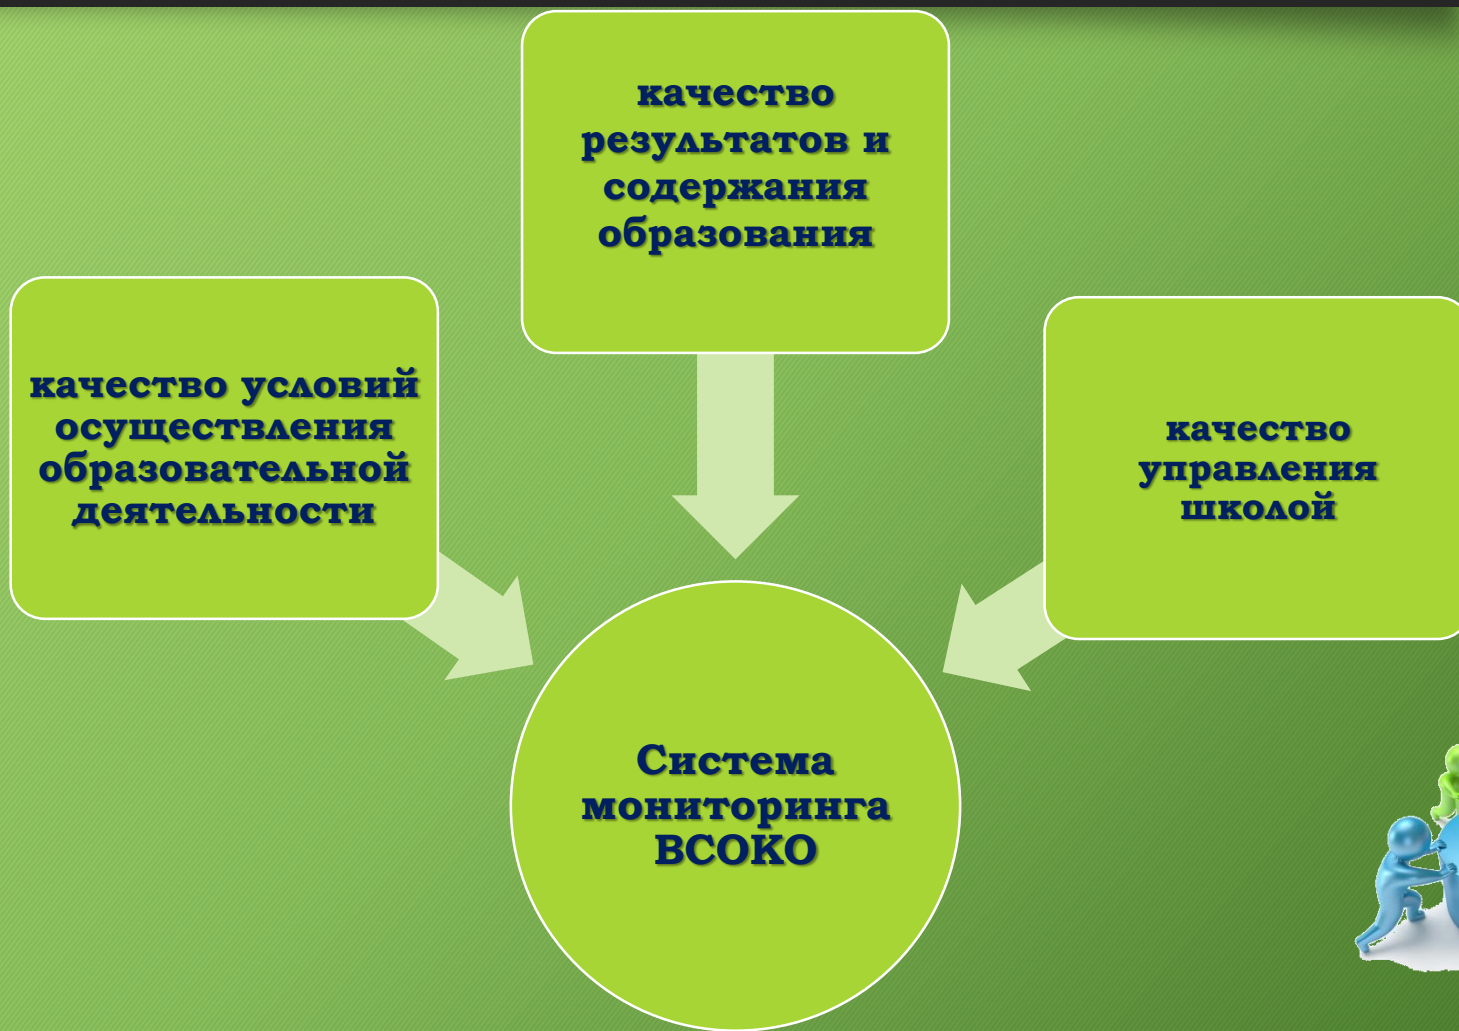 качество
результатов и
содержания
образования
качество условий
осуществления
образовательной
деятельности
качество
управления
школой
Система
мониторинга
ВСОКО